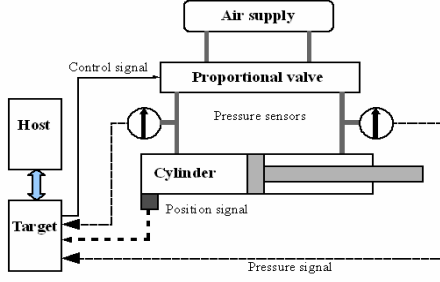 Air supply
Control signal
Proportional valve
Host
Pressure sensors
Cylinder
Position signal
Target
Pressure signal